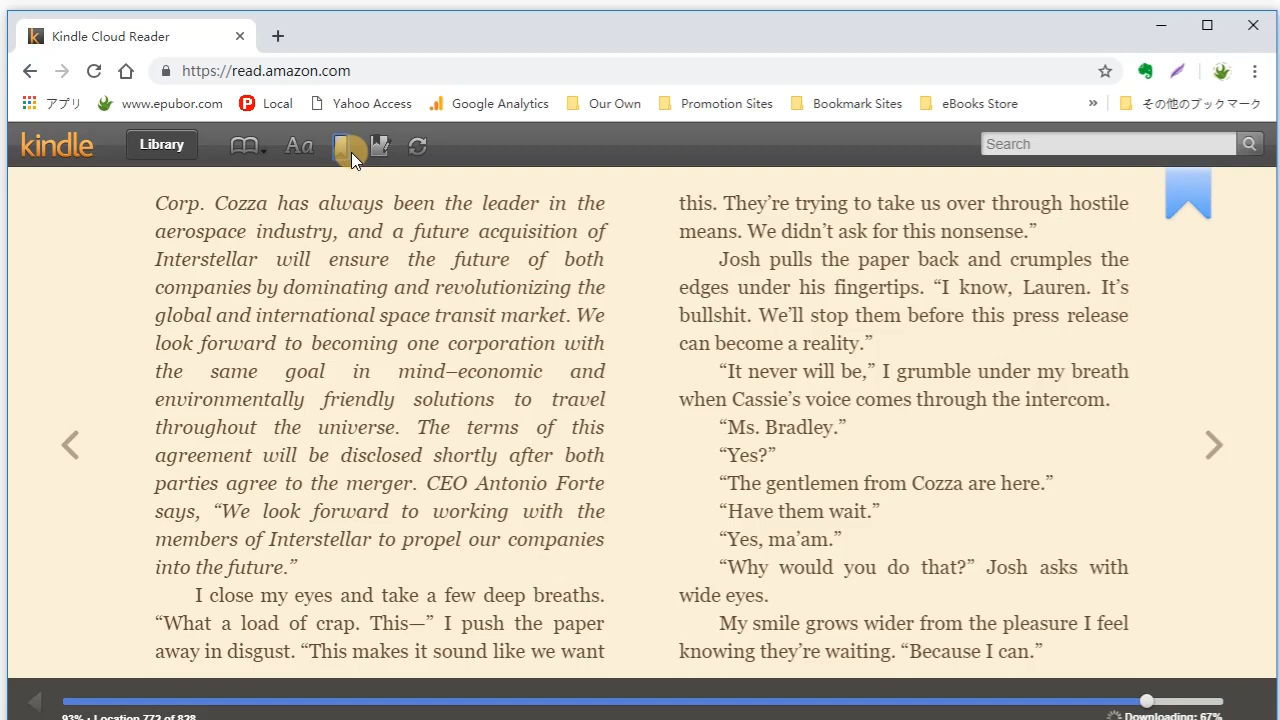 Kindle Cloud Reader
https://read.amazon.com
アプリ www.epubor.com Local Yahoo Access Google Analytics Our Own Promotion Sites Bookmark Sites eBooks Store » その他のブックマーク
kindle Library Aa Search
Corp. Cozza has always been the leader in the
aerospace industry, and a future acquisition of
Interstellar will ensure the future of both
companies by dominating and revolutionizing the
global and international space transit market. We
look forward to becoming one corporation with
the same goal in mind–economic and
environmentally friendly solutions to travel
throughout the universe. The terms of this
agreement will be disclosed shortly after both
parties agree to the merger. CEO Antonio Forte
says, “We look forward to working with the
members of Interstellar to propel our companies
into the future.”
I close my eyes and take a few deep breaths.
“What a load of crap. This—” I push the paper
away in disgust. “This makes it sound like we want
this. They’re trying to take us over through hostile
means. We didn’t ask for this nonsense.”
Josh pulls the paper back and crumples the
edges under his fingertips. “I know, Lauren. It’s
bullshit. We’ll stop them before this press release
can become a reality.”
“It never will be,” I grumble under my breath
when Cassie’s voice comes through the intercom.
“Ms. Bradley.”
“Yes?”
“The gentlemen from Cozza are here.”
“Have them wait.”
“Yes, ma’am.”
“Why would you do that?” Josh asks with
wide eyes.
My smile grows wider from the pleasure I feel
knowing they’re waiting. “Because I can.”
93% • Location 772 of 828 Downloading: 67%